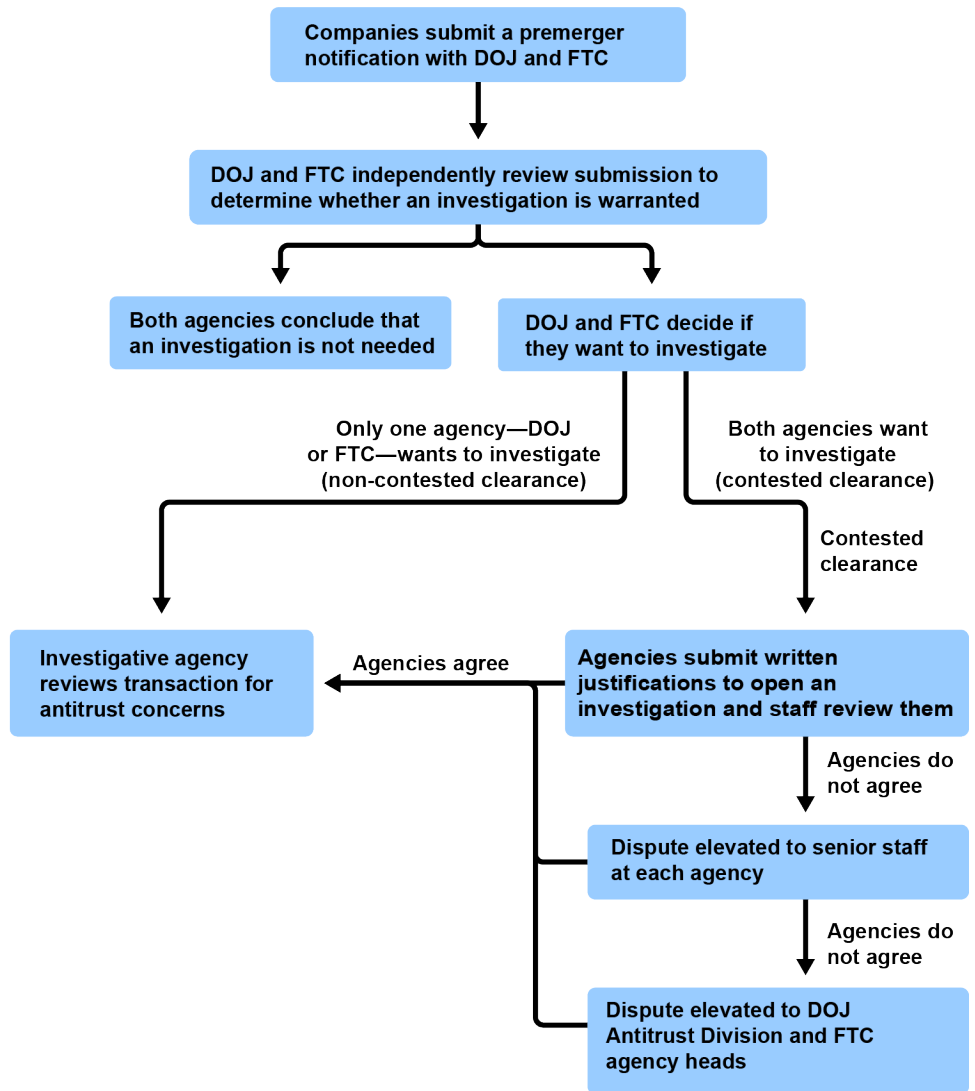 Companies submit a premerger
notification with DOJ and FTC
DOJ and FTC independently review submission to
determine whether an investigation is warranted
Both agencies conclude that
an investigation is not needed
DOJ and FTC decide if
they want to investigate
Only one agency—DOJ
or FTC—wants to investigate
(non-contested clearance)
Both agencies want
to investigate
(contested clearance)
Contested
clearance
Investigative agency
reviews transaction for
antitrust concerns
Agencies agree
Agencies submit written
justifications to open an
investigation and staff review them
Agencies do
not agree
Dispute elevated to senior staff
at each agency
Agencies do
not agree
Dispute elevated to DOJ
Antitrust Division and FTC
agency heads